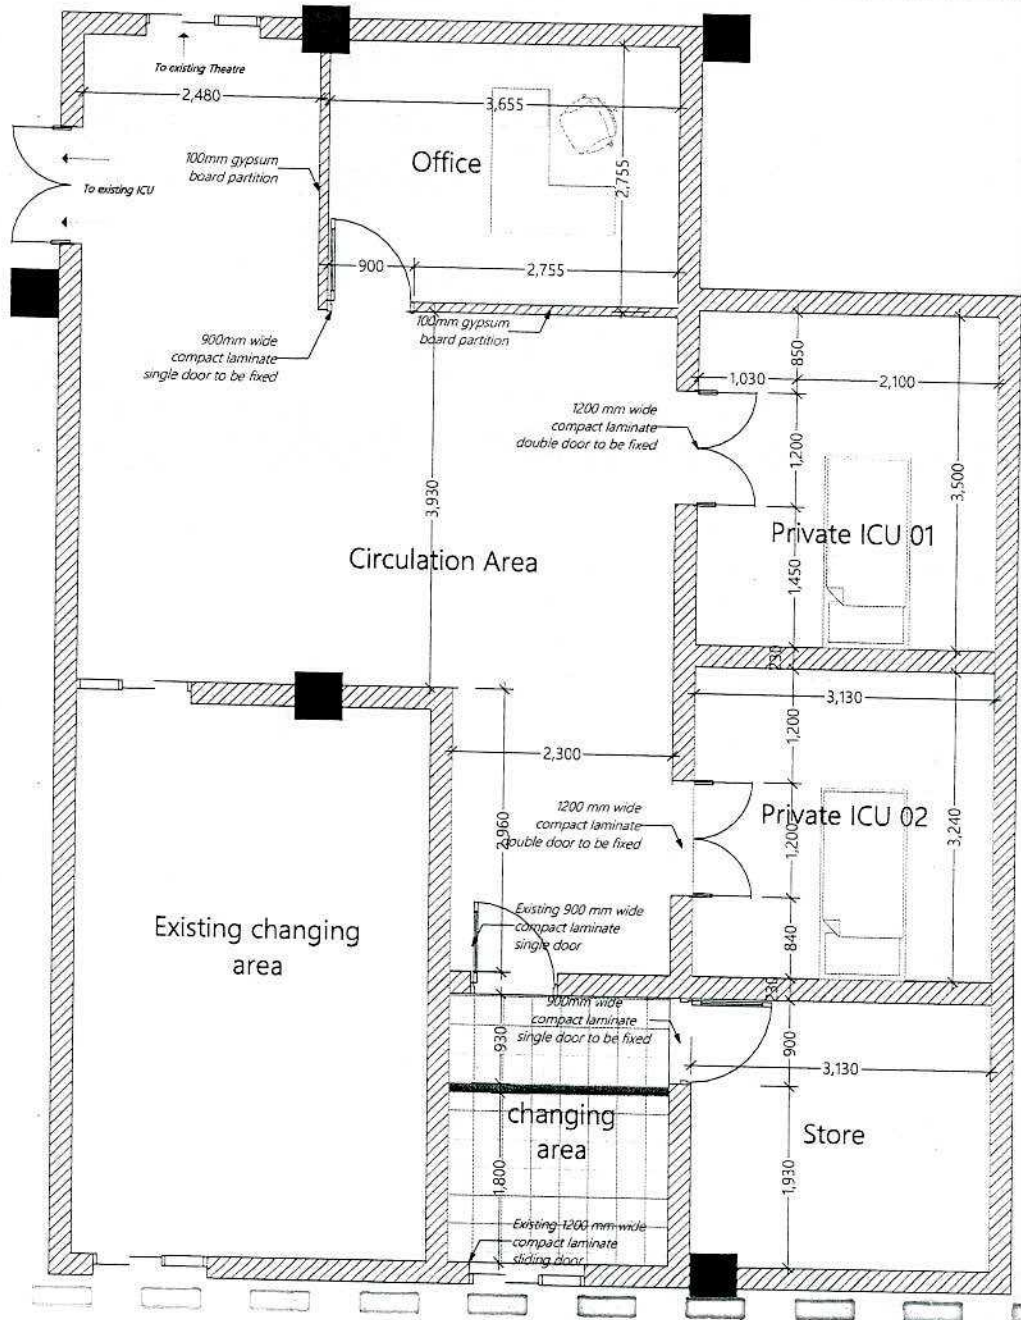 To existing Theatre
2,480
3,655
100mm gypsum
board partition
Office
2,755
To existing ICU
900
2,755
900mm wide
compact laminate
single door to be fixed
100mm gypsum
board partition
850
1,030
2,100
1200 mm wide
compact laminate
double door to be fixed
1,200
3,500
3,930
Private ICU 01
Circulation Area
1,450
230
3,130
1,200
2,300
1200 mm wide
compact laminate
double door to be fixed
2,960
Private ICU 02
1,200
3,240
Existing changing
area
Existing 900 mm wide
compact laminate
single door
840
230
900mm wide
compact laminate
single door to be fixed
930
900
3,130
changing
area
Store
1,800
1,930
Existing 1200 mm wide
compact laminate
sliding door